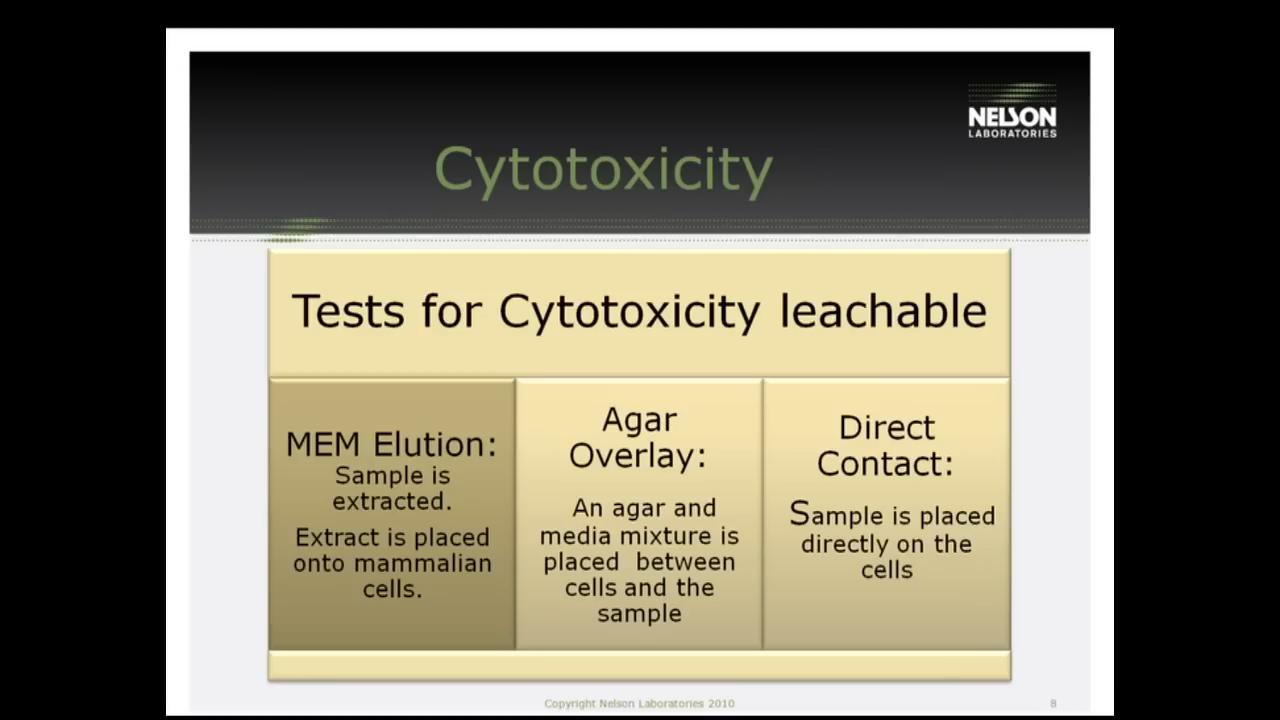 NELSON
LABORATORIES
Cytotoxicity
Tests for Cytotoxicity leachable
MEM Elution:
Sample is
extracted.
Extract is placed
onto mammalian
cells.
Agar
Overlay:
An agar and
media mixture is
placed between
cells and the
sample
Direct
Contact:
Sample is placed
directly on the
cells
Copyright Nelson Laboratories 2010
8